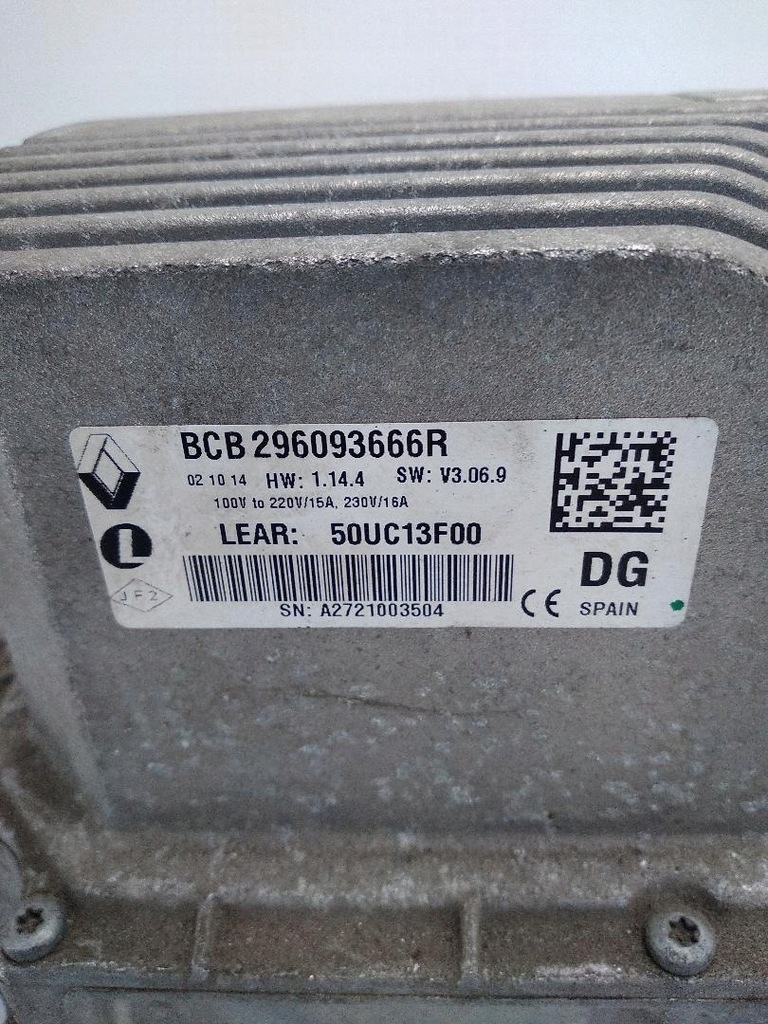 BCB 296093666R
02 10 14 HW: 1.14.4 SW: V3.06.9
100V to 220V/15A, 230V/16A
LEAR: 50UC13F00
L
JF2
DG
SN: A2721003504 CE SPAIN